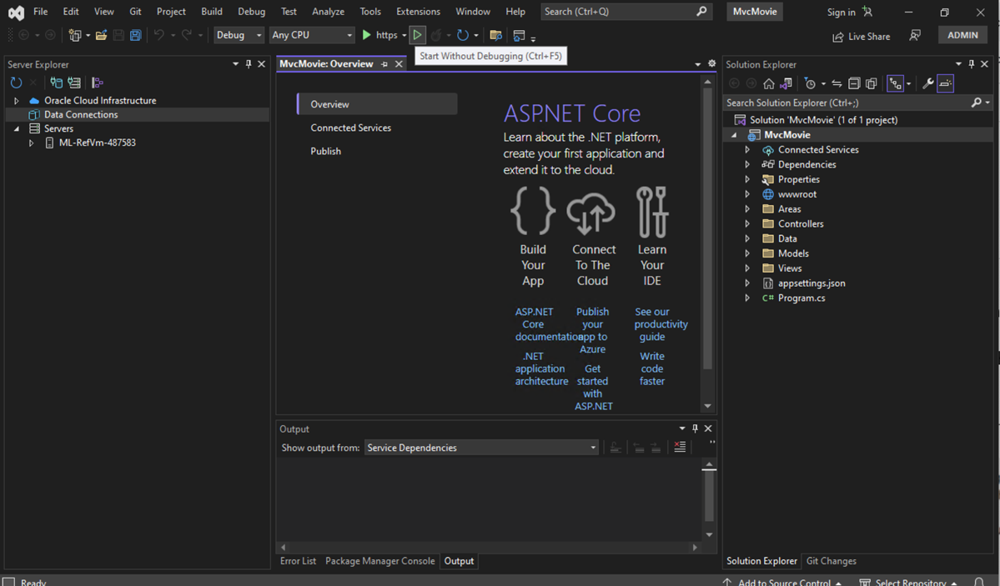 File Edit View Git Project Build Debug Test Analyze Tools Extensions Window Help Search (Ctrl+Q) MvcMovie Sign in
Debug Any CPU https Live Share ADMIN
Start Without Debugging (Ctrl+F5)
Server Explorer
Oracle Cloud Infrastructure
Data Connections
Servers
ML-RefVm-487583
MvcMovie: Overview
Overview
Connected Services
Publish
ASP.NET Core
Learn about the .NET platform,
create your first application and
extend it to the cloud.
Build
Your
App
Connect
To The
Cloud
Learn
Your
IDE
ASP.NET
Core
documentation
.NET
application
architecture
Publish
your
app to
Azure
Get
started
with
ASP.NET
See our
productivity
guide
Write
code
faster
Output
Show output from: Service Dependencies
Error List Package Manager Console Output
Solution Explorer
Search Solution Explorer (Ctrl+;)
Solution 'MvcMovie' (1 of 1 project)
MvcMovie
Connected Services
Dependencies
Properties
wwwroot
Areas
Controllers
Data
Models
Views
appsettings.json
C# Program.cs
Solution Explorer Git Changes
Ready Add to Source Control Select Repository